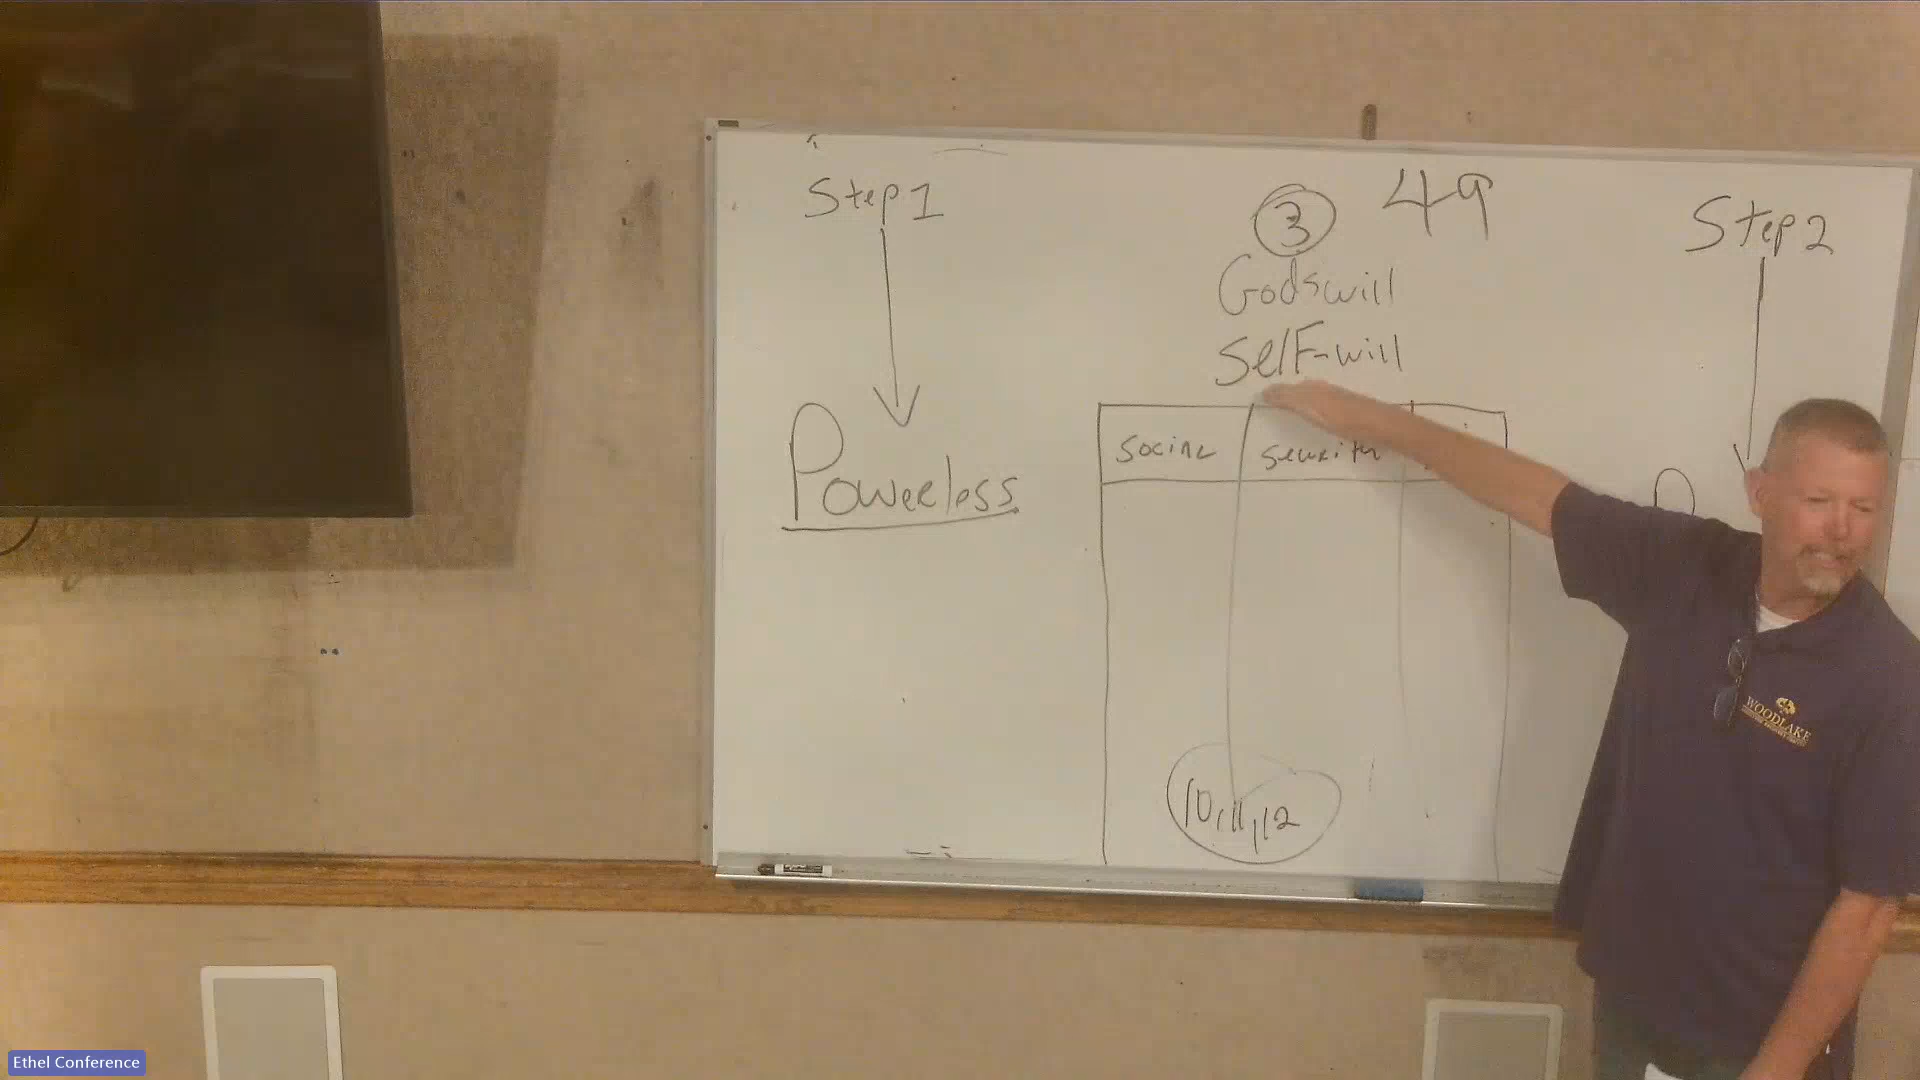 Step 1
3
49
Step 2
Godswill
Self-will
Social
Security
Powerless
P
10, 11, 12
WOODLAKE
Ethel Conference